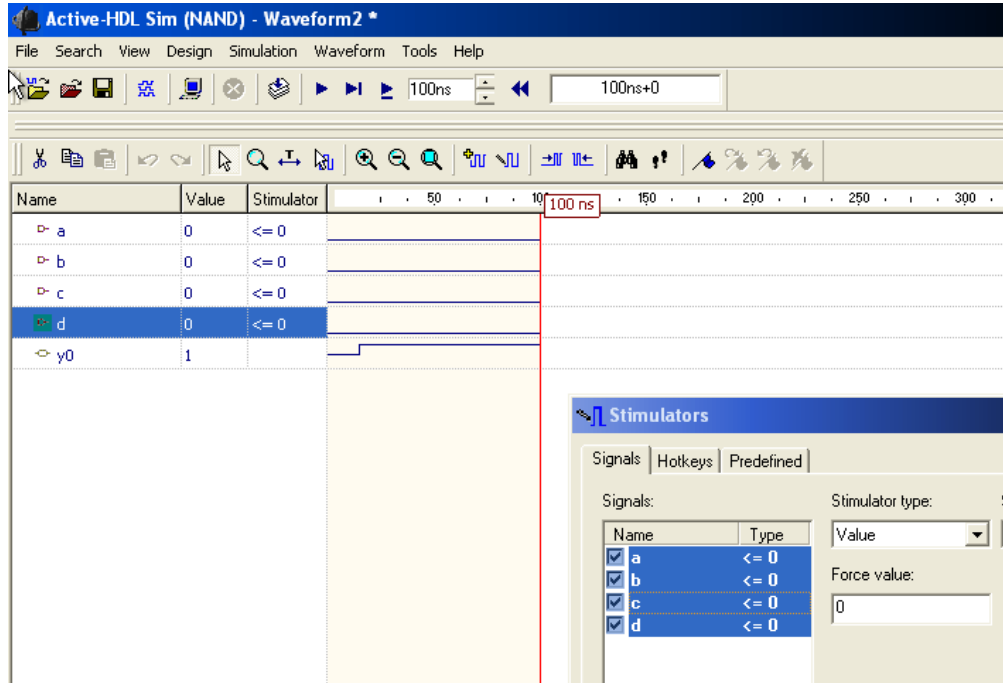 Active-HDL Sim (NAND) - Waveform2 *
File Search View Design Simulation Waveform Tools Help
100ns 100ns+0
Name Value Stimulator 50 100 ns 150 200 250 300
a 0 <= 0
b 0 <= 0
c 0 <= 0
d 0 <= 0
y0 1
Stimulators
Signals Hotkeys Predefined
Signals: Stimulator type:
Name Type Value
a <= 0
b <= 0 Force value:
c <= 0 0
d <= 0